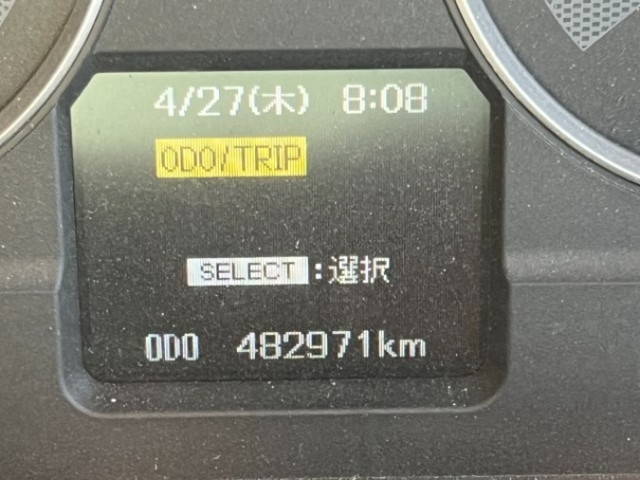 4/27(木) 8:08
ODO/TRIP
SELECT :選択
ODO 482971km